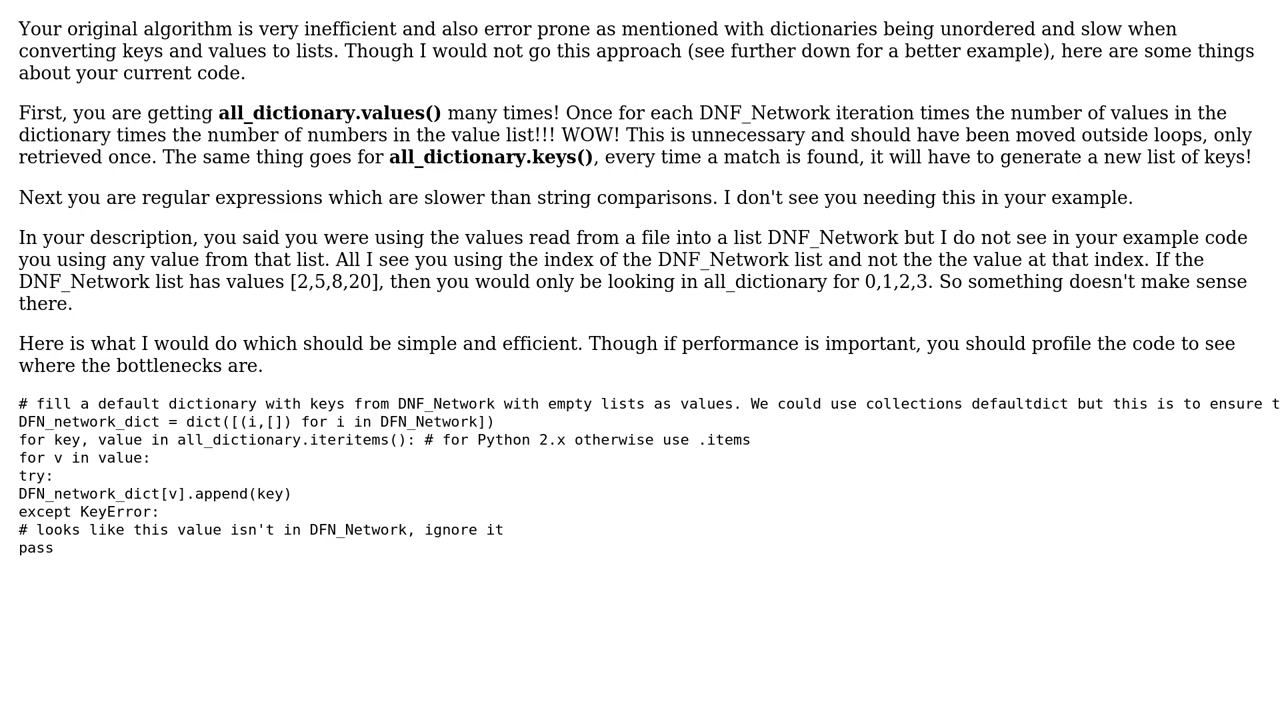 Your original algorithm is very inefficient and also error prone as mentioned with dictionaries being unordered and slow when
converting keys and values to lists. Though I would not go this approach (see further down for a better example), here are some things
about your current code.
First, you are getting all_dictionary.values() many times! Once for each DNF_Network iteration times the number of values in the
dictionary times the number of numbers in the value list!!! WOW! This is unnecessary and should have been moved outside loops, only
retrieved once. The same thing goes for all_dictionary.keys(), every time a match is found, it will have to generate a new list of keys!
Next you are regular expressions which are slower than string comparisons. I don't see you needing this in your example.
In your description, you said you were using the values read from a file into a list DNF_Network but I do not see in your example code
you using any value from that list. All I see you using the index of the DNF_Network list and not the the value at that index. If the
DNF_Network list has values [2,5,8,20], then you would only be looking in all_dictionary for 0,1,2,3. So something doesn't make sense
there.
Here is what I would do which should be simple and efficient. Though if performance is important, you should profile the code to see
where the bottlenecks are.
# fill a default dictionary with keys from DNF_Network with empty lists as values. We could use collections defaultdict but this is to ensure t
DFN_network_dict = dict([(i,[]) for i in DFN_Network])
for key, value in all_dictionary.iteritems(): # for Python 2.x otherwise use .items
for v in value:
try:
DFN_network_dict[v].append(key)
except KeyError:
# looks like this value isn't in DFN_Network, ignore it
pass